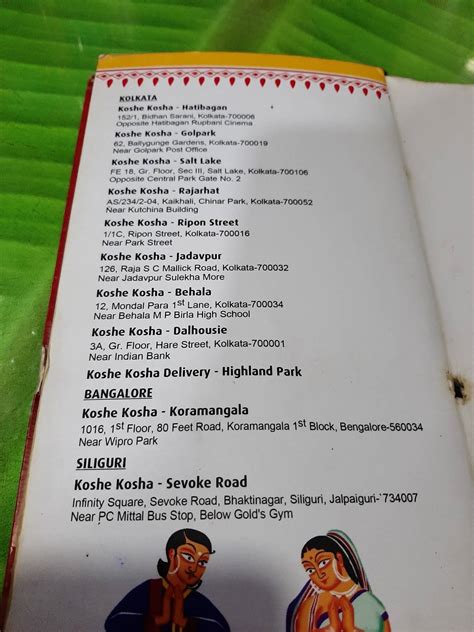 KOLKATA
Koshe Kosha - Hatibagan
152/1, Bidhan Sarani, Kolkata-700006
Opposite Hatibagan Rupbani Cinema
Koshe Kosha - Golpark
62, Ballygunge Gardens, Kolkata-700019
Near Golpark Post Office
Koshe Kosha - Salt Lake
FE 18, Gr. Floor, Sec III, Salt Lake, Kolkata-700106
Opposite Central Park Gate No. 2
Koshe Kosha - Rajarhat
AS/234/2-04, Kaikhali, Chinar Park, Kolkata-700052
Near Kutchina Building
Koshe Kosha - Ripon Street
1/1C, Ripon Street, Kolkata-700016
Near Park Street
Koshe Kosha - Jadavpur
126, Raja S C Mallick Road, Kolkata-700032
Near Jadavpur Sulekha More
Koshe Kosha - Behala
12, Mondal Para 1st Lane, Kolkata-700034
Near Behala M P Birla High School
Koshe Kosha - Dalhousie
3A, Gr. Floor, Hare Street, Kolkata-700001
Near Indian Bank
Koshe Kosha Delivery - Highland Park
BANGALORE
Koshe Kosha - Koramangala
1016, 1st Floor, 80 Feet Road, Koramangala 1st Block, Bengalore-560034
Near Wipro Park
SILIGURI
Koshe Kosha - Sevoke Road
Infinity Square, Sevoke Road, Bhaktinagar, Siliguri, Jalpaiguri- 734007
Near PC Mittal Bus Stop, Below Gold's Gym